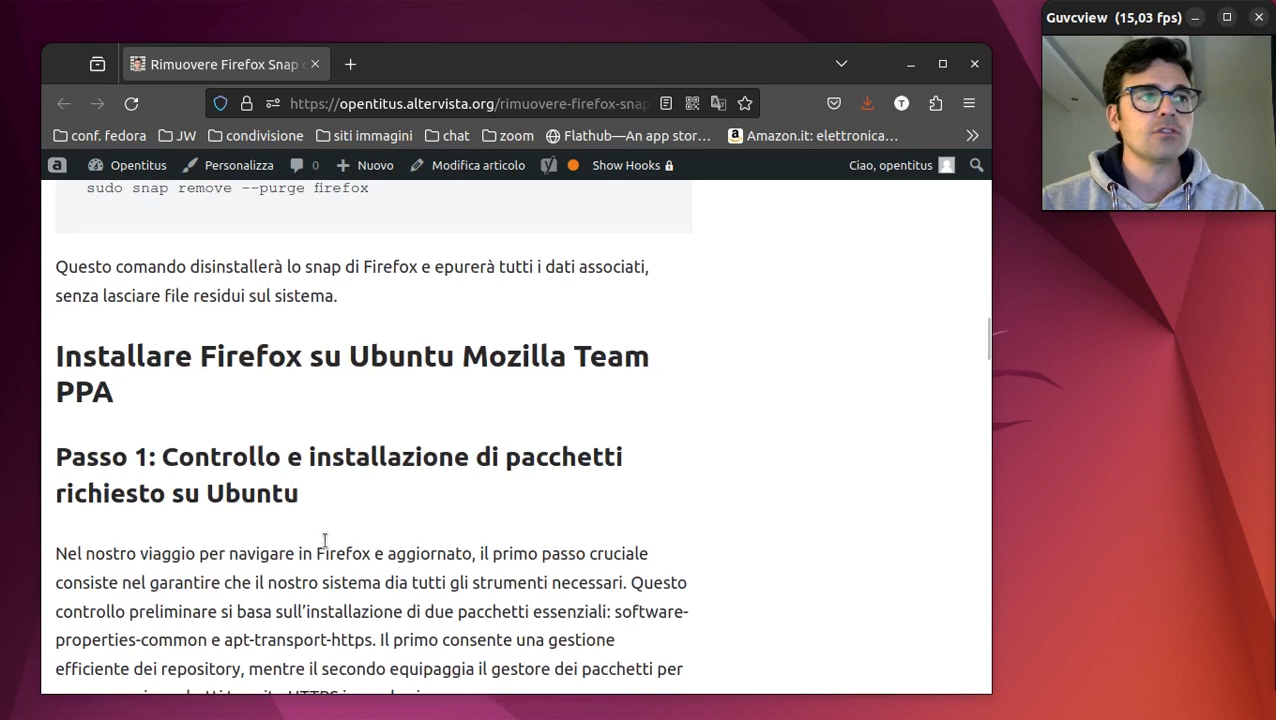 Guvcview (15,03 fps)
Rimuovere Firefox Snap
https://opentitus.altervista.org/rimuovere-firefox-snap
T
conf. fedora
JW
condivisione
siti immagini
chat
zoom
Flathub—An app stor…
Amazon.it: elettronica…
Opentitus
Personalizza
0
Nuovo
Modifica articolo
Show Hooks
Ciao, opentitus
sudo snap remove --purge firefox
Questo comando disinstallerà lo snap di Firefox e epurerà tutti i dati associati,
senza lasciare file residui sul sistema.
Installare Firefox su Ubuntu Mozilla Team
PPA
Passo 1: Controllo e installazione di pacchetti
richiesto su Ubuntu
Nel nostro viaggio per navigare in Firefox e aggiornato, il primo passo cruciale
consiste nel garantire che il nostro sistema dia tutti gli strumenti necessari. Questo
controllo preliminare si basa sull’installazione di due pacchetti essenziali: software-
properties-common e apt-transport-https. Il primo consente una gestione
efficiente dei repository, mentre il secondo equipaggia il gestore dei pacchetti per